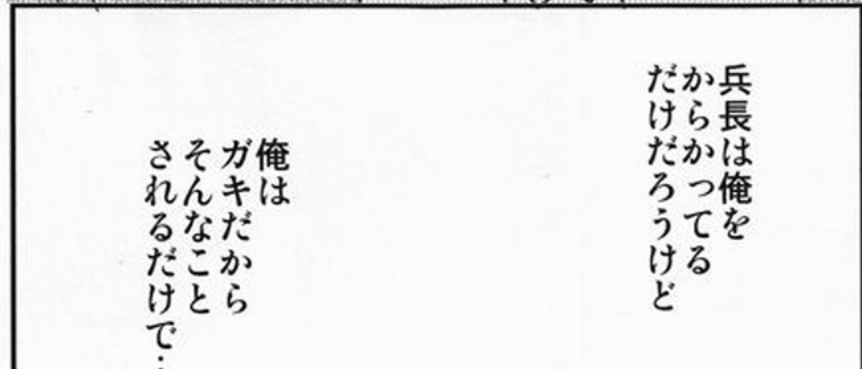 兵長は俺を
からかってる
だけだろうけど
俺は
ガキだから
そんなこと
されるだけで…